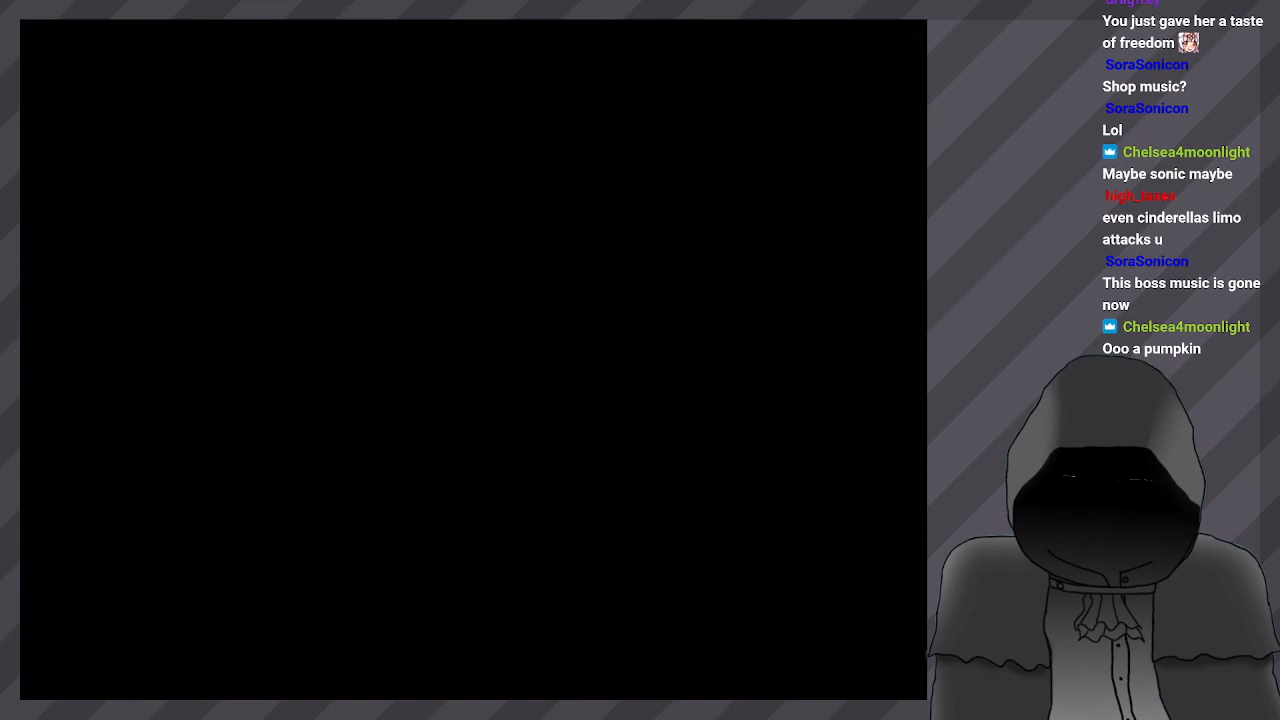 You just gave her a taste
of freedom
SoraSonicon
Shop music?
SoraSonicon
Lol
Chelsea4moonlight
Maybe sonic maybe
even cinderellas limo
attacks u
SoraSonicon
This boss music is gone
now
Chelsea4moonlight
Ooo a pumpkin